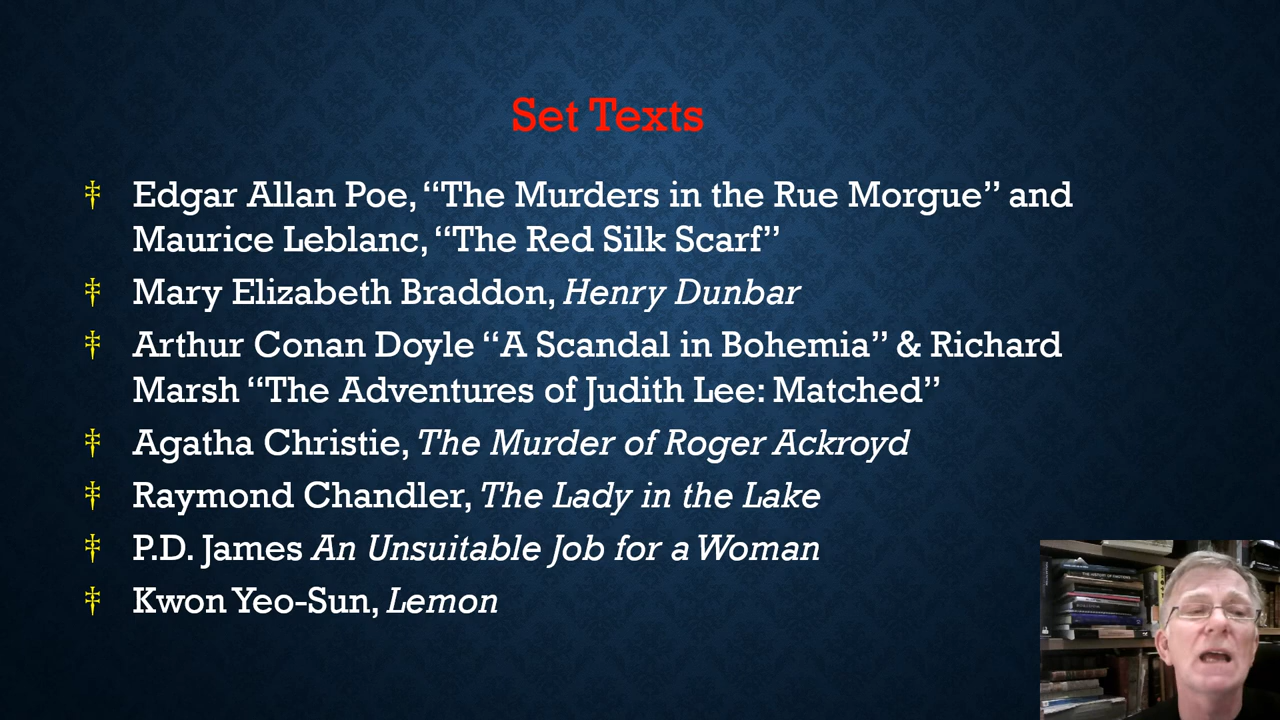 Set Texts
‡ Edgar Allan Poe, “The Murders in the Rue Morgue” and
Maurice Leblanc, “The Red Silk Scarf”
‡ Mary Elizabeth Braddon, Henry Dunbar
‡ Arthur Conan Doyle “A Scandal in Bohemia” & Richard
Marsh “The Adventures of Judith Lee: Matched”
‡ Agatha Christie, The Murder of Roger Ackroyd
‡ Raymond Chandler, The Lady in the Lake
‡ P.D. James An Unsuitable Job for a Woman
‡ Kwon Yeo-Sun, Lemon